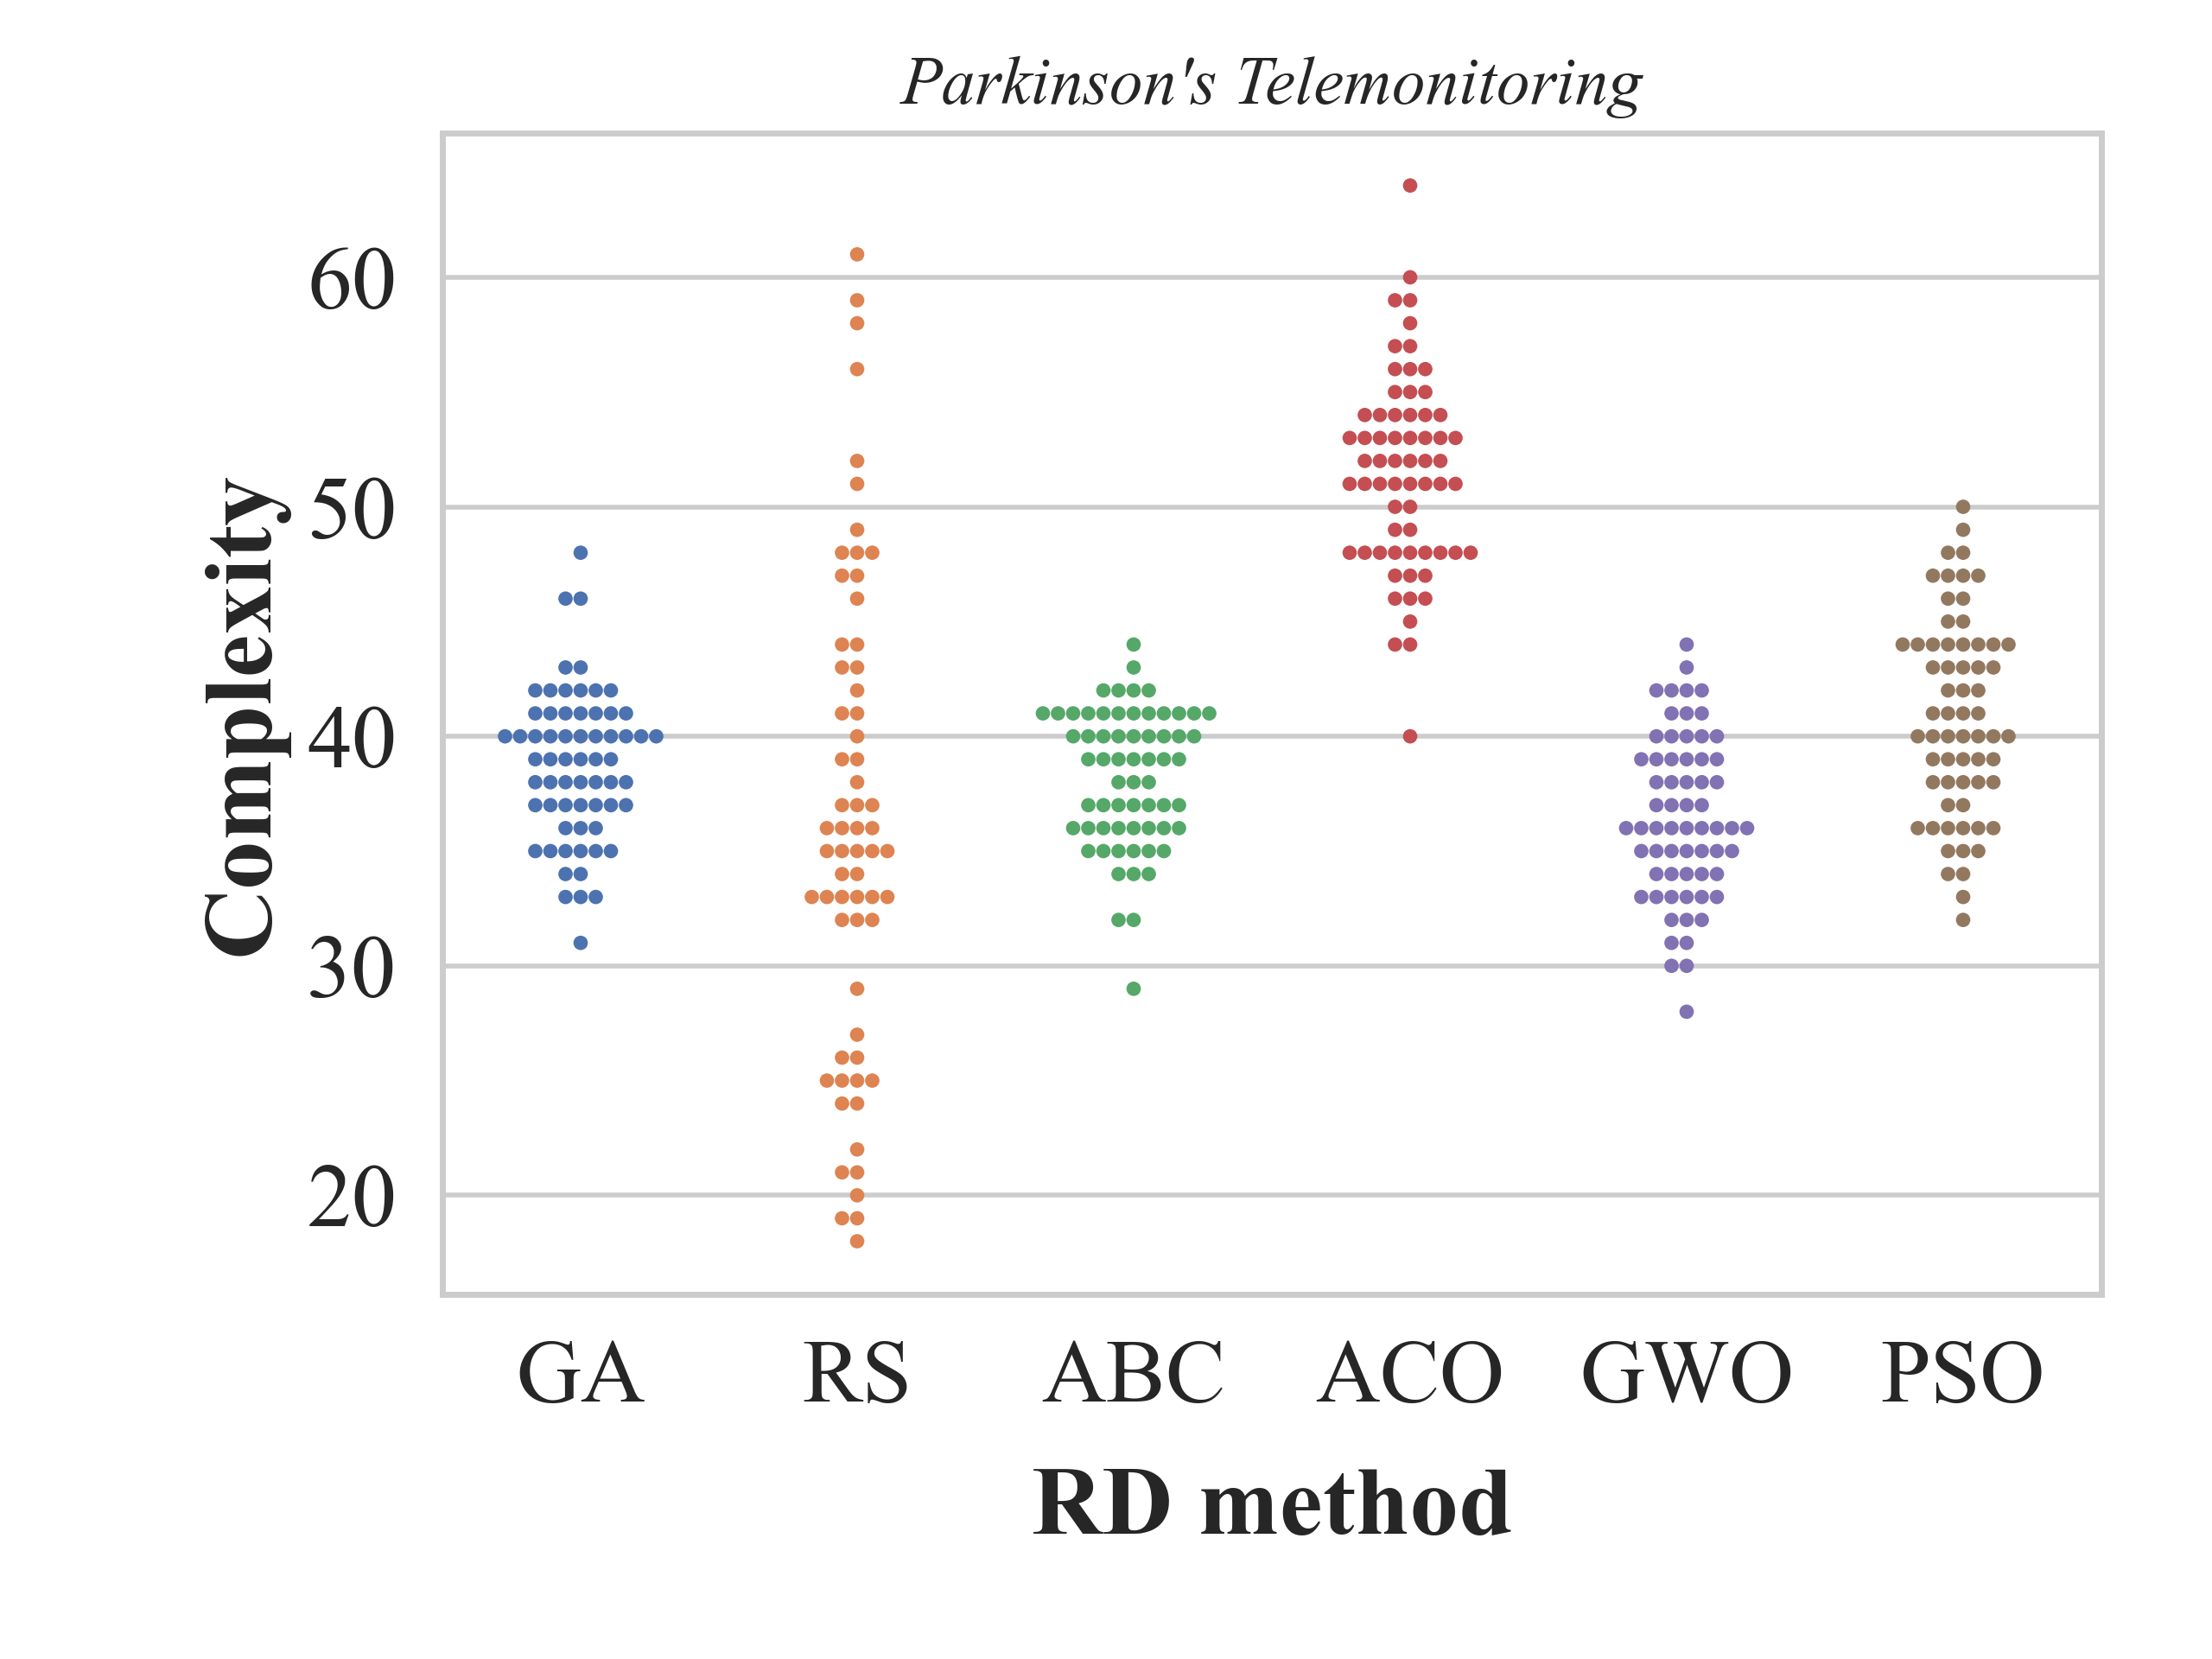 Parkinson's Telemonitoring
Complexity
60
50
40
30
20
GA RS ABC ACO GWO PSO
RD method